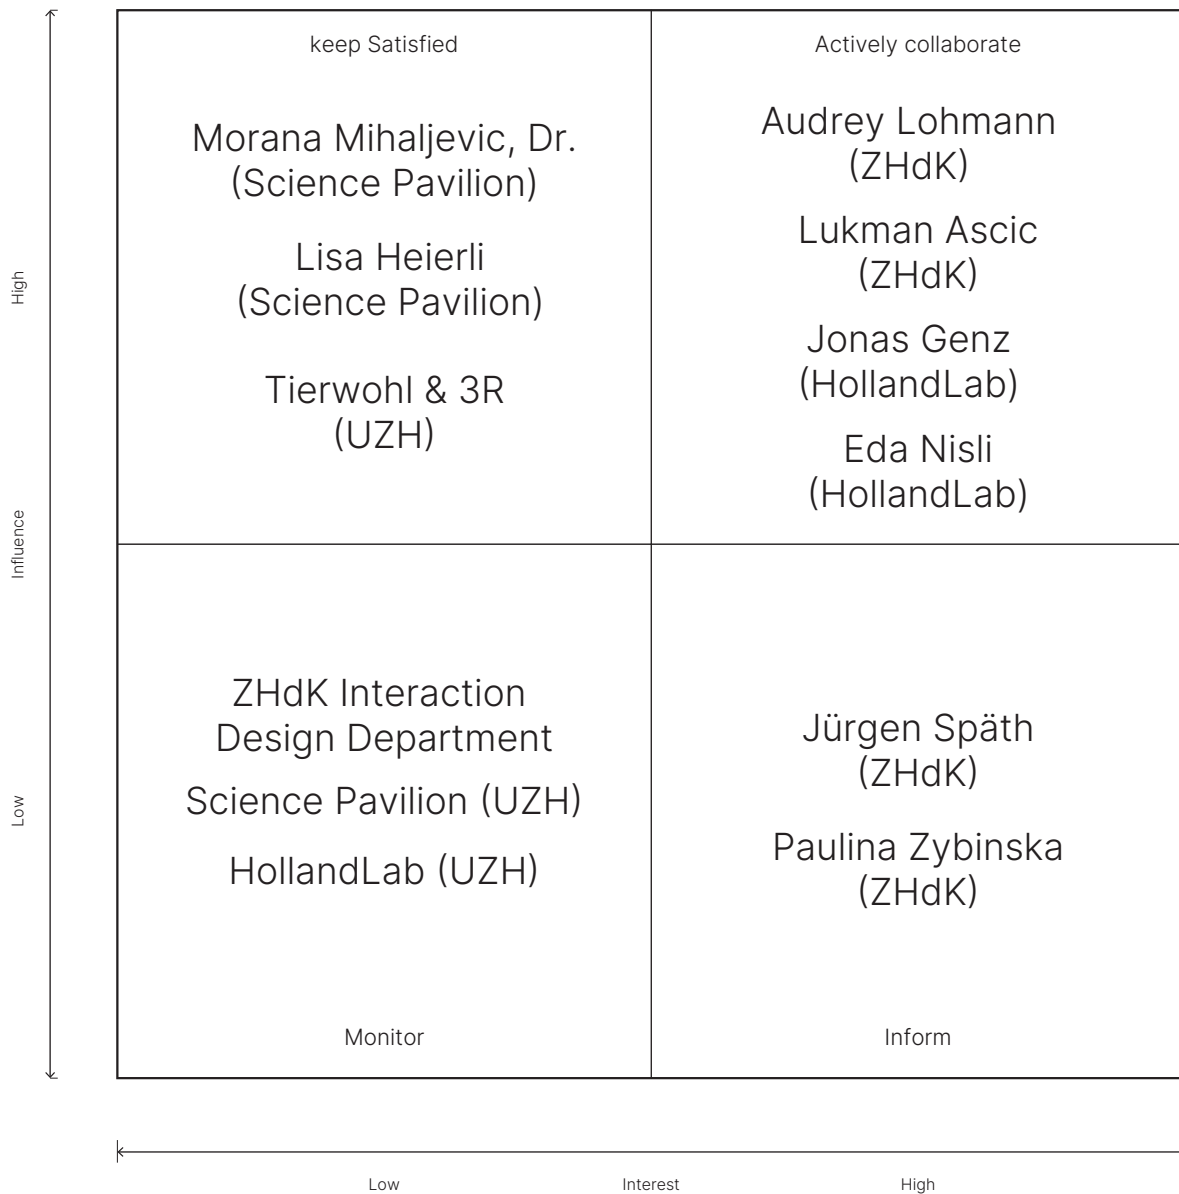 keep Satisfied
Morana Mihaljevic, Dr.
(Science Pavilion)
Lisa Heierli
(Science Pavilion)
Tierwohl & 3R
(UZH)
Actively collaborate
Audrey Lohmann
(ZHdK)
Lukman Ascic
(ZHdK)
Jonas Genz
(HollandLab)
Eda Nisli
(HollandLab)
High
Influence
Low
ZHdK Interaction
Design Department
Science Pavilion (UZH)
HollandLab (UZH)
Monitor
Jürgen Späth
(ZHdK)
Paulina Zybinska
(ZHdK)
Inform
Low
Interest
High